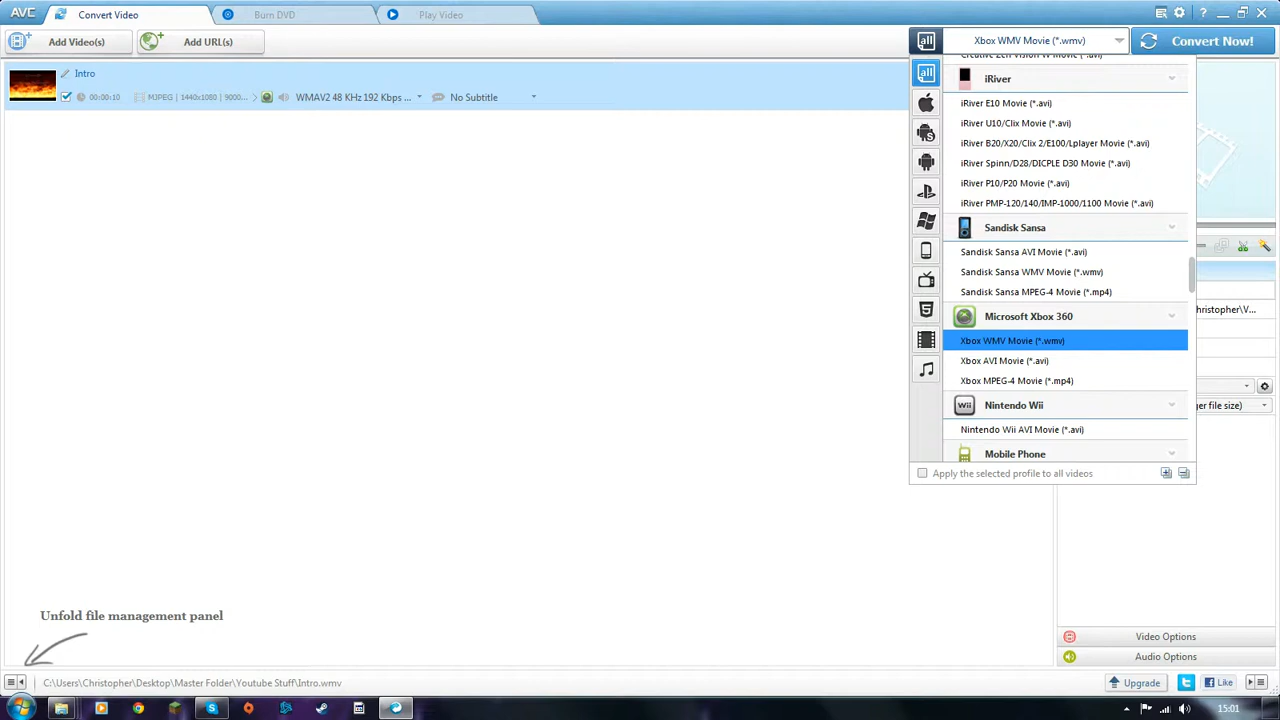 AVC Convert Video Burn DVD Play Video
Add Video(s) Add URL(s) Xbox WMV Movie (*.wmv) Convert Now!
Intro
00:00:10 MJPEG | 1440x1080 | 9000... WMAV2 48 KHz 192 Kbps ... No Subtitle
iRiver
iRiver E10 Movie (*.avi)
iRiver U10/Clix Movie (*.avi)
iRiver B20/X20/Clix 2/E100/Lplayer Movie (*.avi)
iRiver Spinn/D28/DICPLE D30 Movie (*.avi)
iRiver P10/P20 Movie (*.avi)
iRiver PMP-120/140/IMP-1000/1100 Movie (*.avi)
Sandisk Sansa
Sandisk Sansa AVI Movie (*.avi)
Sandisk Sansa WMV Movie (*.wmv)
Sandisk Sansa MPEG-4 Movie (*.mp4)
Microsoft Xbox 360
Xbox WMV Movie (*.wmv)
Xbox AVI Movie (*.avi)
Xbox MPEG-4 Movie (*.mp4)
Wii Nintendo Wii
Nintendo Wii AVI Movie (*.avi)
Mobile Phone
Apply the selected profile to all videos
hristopher\V...
ger file size)
Unfold file management panel
Video Options
Audio Options
C:\Users\Christopher\Desktop\Master Folder\Youtube Stuff\Intro.wmv Upgrade Like
15:01